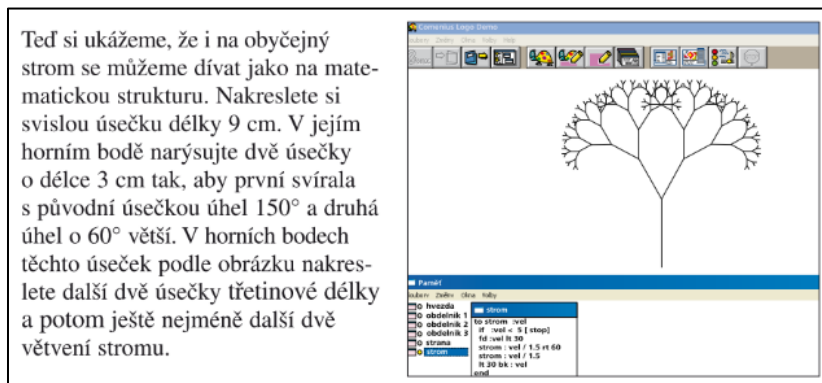 Teď si ukážeme, že i na obyčejný
strom se můžeme dívat jako na mate-
matickou strukturu. Nakreslete si
svislou úsečku délky 9 cm. V jejím
horním bodě narýsujte dvě úsečky
o délce 3 cm tak, aby první svírala
s původní úsečkou úhel 150° a druhá
úhel o 60° větší. V horních bodech
těchto úseček podle obrázku nakres-
lete další dvě úsečky třetinové délky
a potom ještě nejméně další dvě
větvení stromu.
Comenius Logo Demo
Paměť
hvezda
obdelnik 1
obdelnik 2
obdelnik 3
strana
strom
strom
to strom :vel
if :vel < 5 [ stop]
fd :vel lt 30
strom : vel / 1.5 rt 60
strom : vel / 1.5
lt 30 bk : vel
end